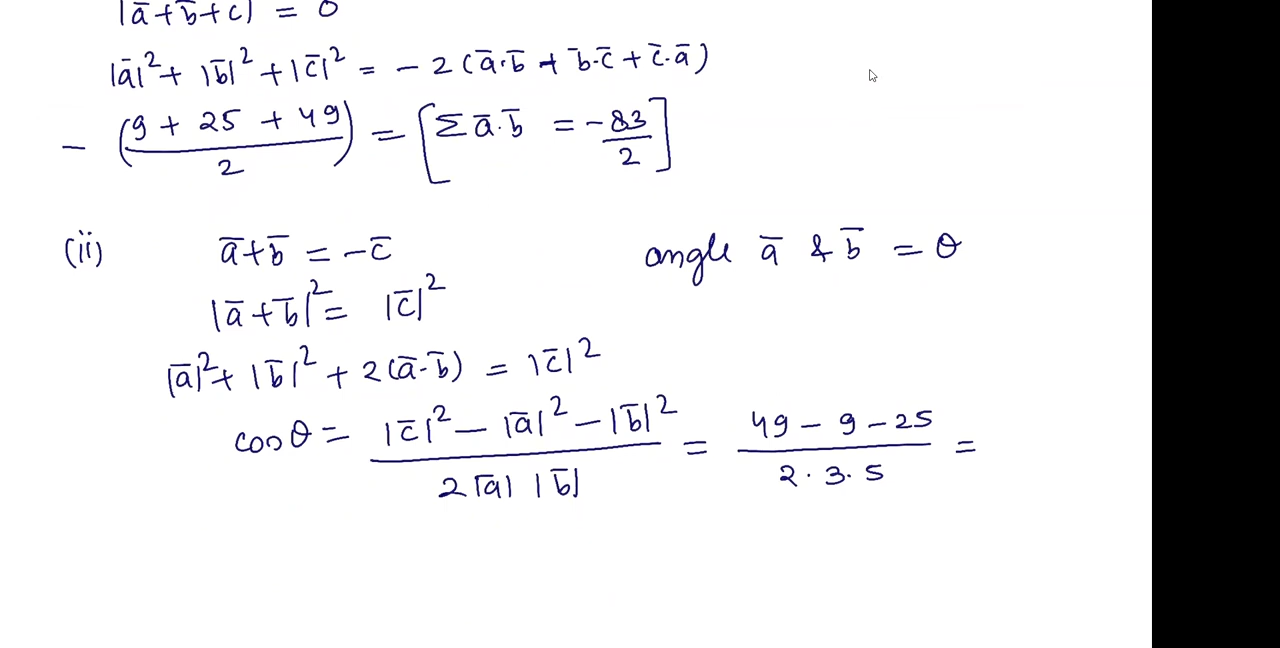 |a̅+b̅+c| = 0
|a̅|² + |b̅|² + |c̅|² = - 2 (a̅·b̅ + b̅·c̅ + c̅·a̅)
- (9 + 25 + 49)/2 = [Σ a̅·b̅ = -83/2]
(ii) a̅+b̅ = -c̅ angle a̅ & b̅ = θ
|a̅+b̅|² = |c̅|²
|a̅|² + |b̅|² + 2(a̅·b̅) = |c̅|²
cosθ = (|c̅|² - |a̅|² - |b̅|²)/(2|a̅| |b̅|) = (49 - 9 - 25)/(2·3·5) =